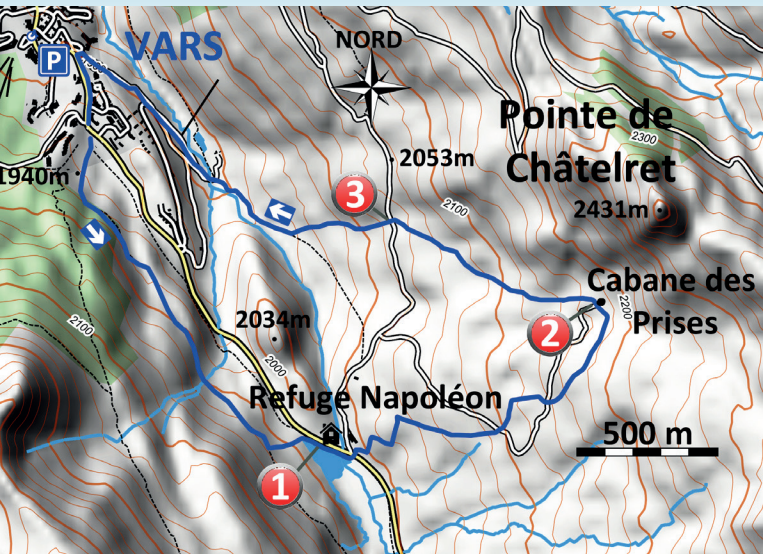 P
VARS
NORD
Pointe de
Châtelret
2300
2053m
1940m
3
2100
2431m
Cabane des
Prises
2200
2
2100
2034m
2000
Refuge Napoléon
500 m
1